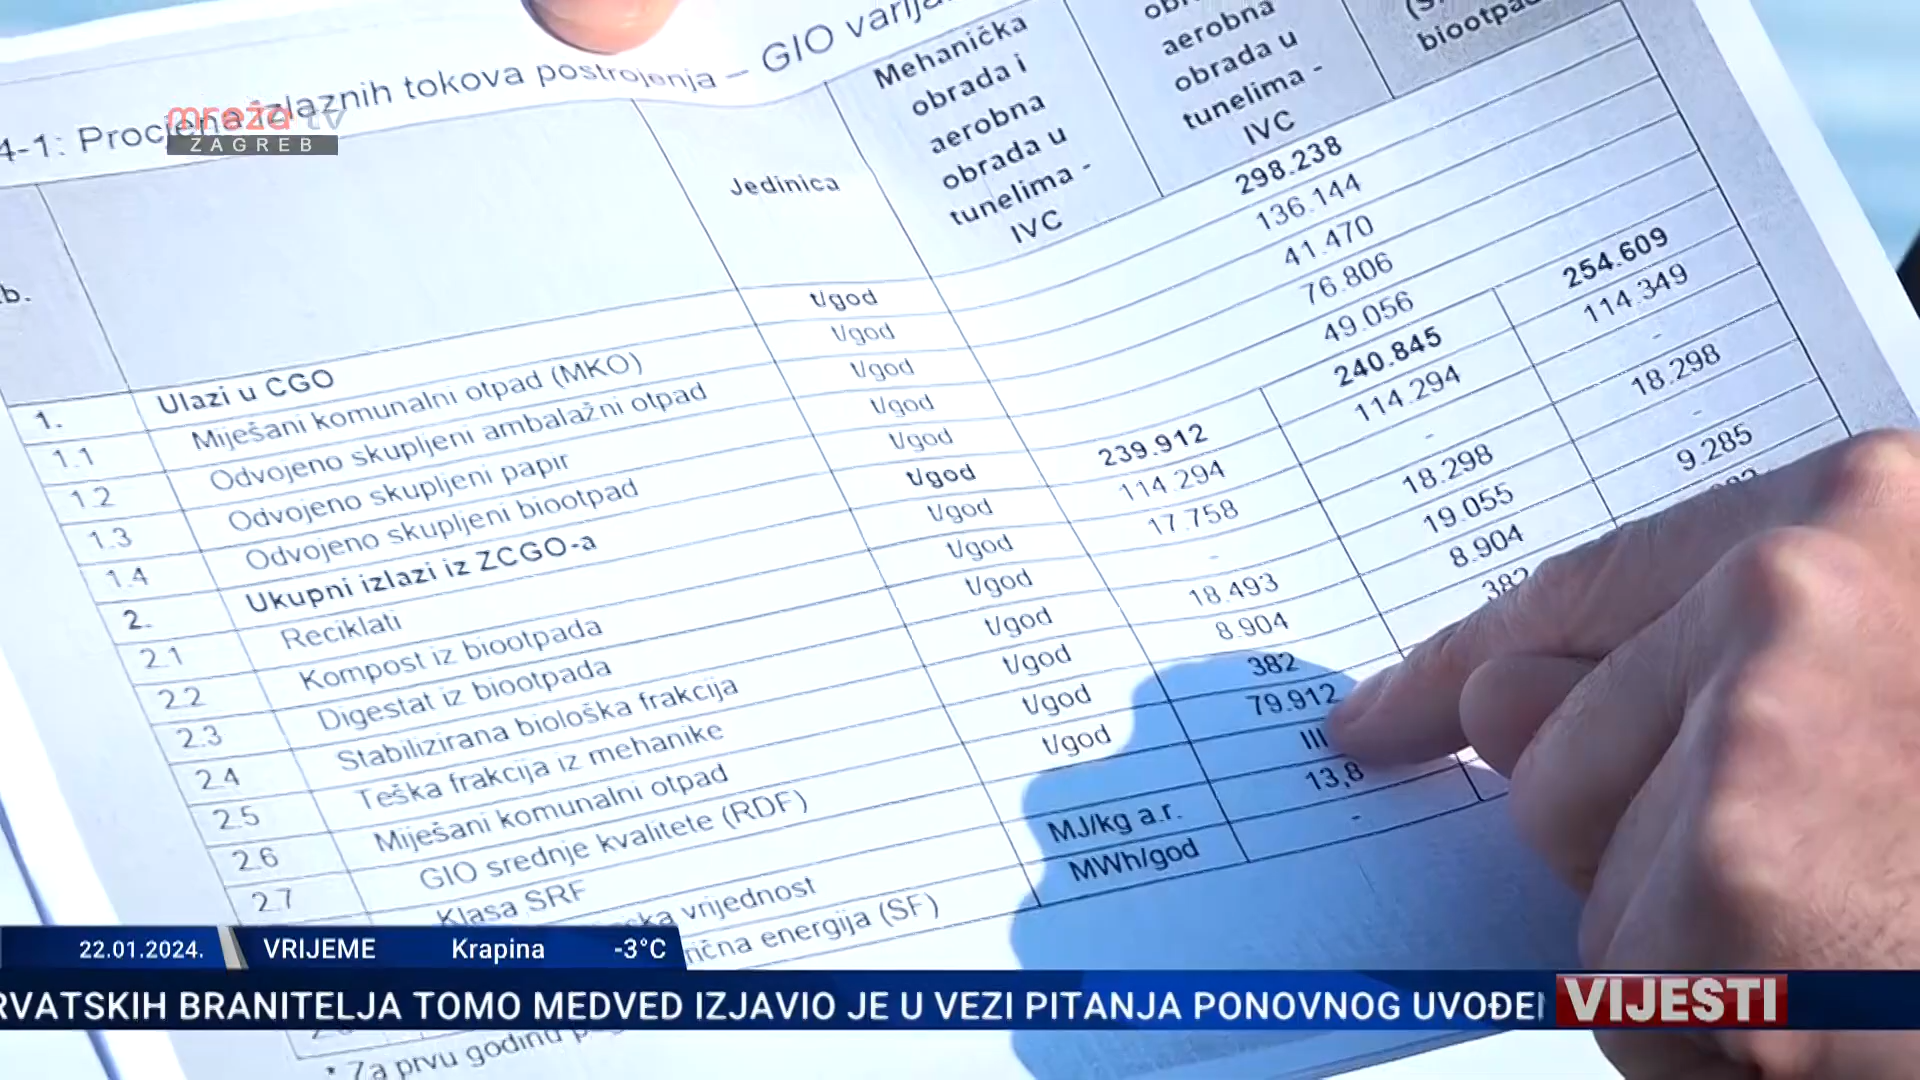 4-1: Procjena izlaznih tokova postrojenja – GIO
mreža tv
ZAGREB
Jedinica
Mehanička obrada i aerobna obrada u tunelima - IVC
aerobna obrada u tunelima - IVC
b.
1. Ulazi u CGO t/god 298.238
1.1 Miješani komunalni otpad (MKO) t/god 136.144
1.2 Odvojeno skupljeni ambalažni otpad t/god 41.470
1.3 Odvojeno skupljeni papir t/god 76.806
1.4 Odvojeno skupljeni biootpad t/god 49.056
2. Ukupni izlazi iz ZCGO-a t/god 239.912 240.845 254.609
2.1 Reciklati t/god 114.294 114.294 114.349
2.2 Kompost iz biootpada t/god 17.758 - -
2.3 Digestat iz biootpada t/god - 18.298 18.298
2.4 Stabilizirana biološka frakcija t/god 18.493 19.055 -
2.5 Teška frakcija iz mehanike t/god 8.904 8.904 9.285
2.6 Miješani komunalni otpad t/god 382 382
2.7 GIO srednje kvalitete (RDF) t/god 79.912
Klasa SRF III
vrijednost MJ/kg a.r. 13,8
energija (SF) MWh/god -
22.01.2024. VRIJEME Krapina -3°C
RVATSKIH BRANITELJA TOMO MEDVED IZJAVIO JE U VEZI PITANJA PONOVNOG UVOĐEN
VIJESTI
* Za prvu godinu